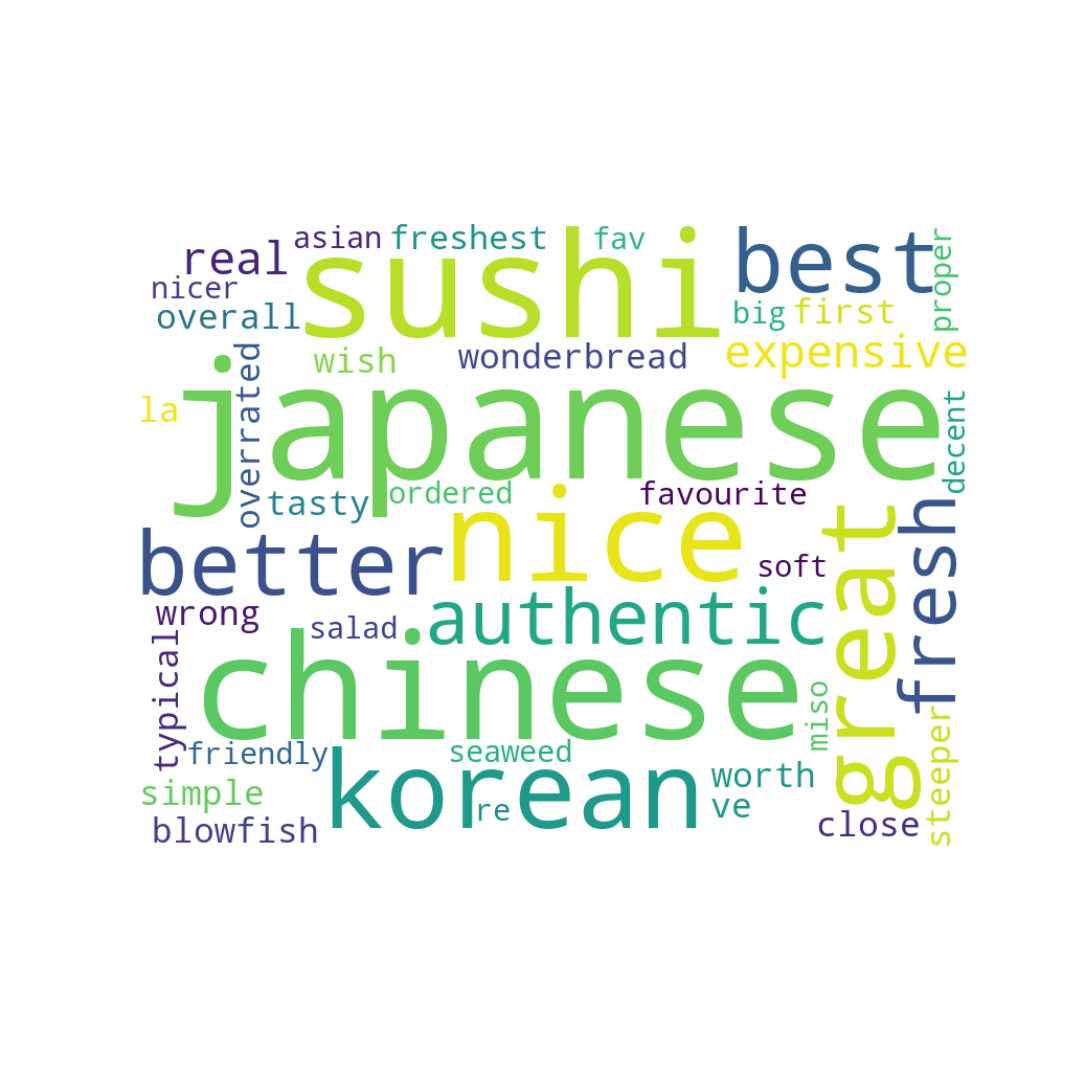 asian freshest fav
real sushi best proper
nicer
overall big first
wish wonderbread expensive
overrated
la japanese decent
tasty ordered favourite
nice fresh
better soft great
wrong salad authentic
typical chinese miso
friendly seaweed steeper
simple korean worth
re ve
blowfish close